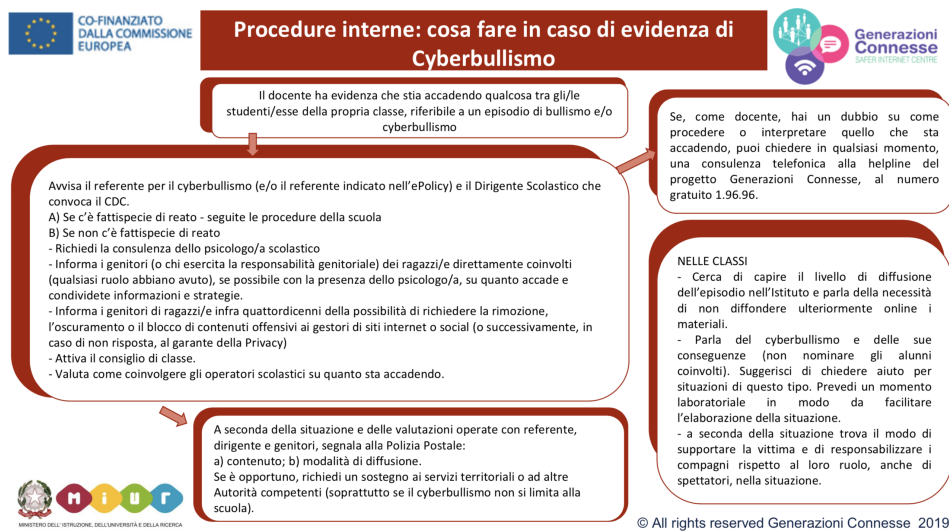 CO-FINANZIATO
DALLA COMMISSIONE
EUROPEA
Procedure interne: cosa fare in caso di evidenza di
Cyberbullismo
Generazioni
Connesse
SAFER INTERNET CENTRE
Il docente ha evidenza che stia accadendo qualcosa tra gli/le
studenti/esse della propria classe, riferibile a un episodio di bullismo e/o
cyberbullismo
Se, come docente, hai un dubbio su come
procedere o interpretare quello che sta
accadendo, puoi chiedere in qualsiasi momento,
una consulenza telefonica alla helpline del
progetto Generazioni Connesse, al numero
gratuito 1.96.96.
Avvisa il referente per il cyberbullismo (e/o il referente indicato nell'ePolicy) e il Dirigente Scolastico che
convoca il CDC.
A) Se c'è fattispecie di reato - seguite le procedure della scuola
B) Se non c'è fattispecie di reato
- Richiedi la consulenza dello psicologo/a scolastico
- Informa i genitori (o chi esercita la responsabilità genitoriale) dei ragazzi/e direttamente coinvolti
(qualsiasi ruolo abbiano avuto), se possibile con la presenza dello psicologo/a, su quanto accade e
condividete informazioni e strategie.
- Informa i genitori di ragazzi/e infra quattordicenni della possibilità di richiedere la rimozione,
l'oscuramento o il blocco di contenuti offensivi ai gestori di siti internet o social (o successivamente, in
caso di non risposta, al garante della Privacy)
- Attiva il consiglio di classe.
- Valuta come coinvolgere gli operatori scolastici su quanto sta accadendo.
NELLE CLASSI
- Cerca di capire il livello di diffusione
dell'episodio nell'Istituto e parla della necessità
di non diffondere ulteriormente online i
materiali.
- Parla del cyberbullismo e delle sue
conseguenze (non nominare gli alunni
coinvolti). Suggerisci di chiedere aiuto per
situazioni di questo tipo. Prevedi un momento
laboratoriale in modo da facilitare
l'elaborazione della situazione.
- a seconda della situazione trova il modo di
supportare la vittima e di responsabilizzare i
compagni rispetto al loro ruolo, anche di
spettatori, nella situazione.
A seconda della situazione e delle valutazioni operate con referente,
dirigente e genitori, segnala alla Polizia Postale:
a) contenuto; b) modalità di diffusione.
Se è opportuno, richiedi un sostegno ai servizi territoriali o ad altre
Autorità competenti (soprattutto se il cyberbullismo non si limita alla
scuola).
miur
MINISTERO DELL'ISTRUZIONE, DELL'UNIVERSITÀ E DELLA RICERCA
© All rights reserved Generazioni Connesse 2019